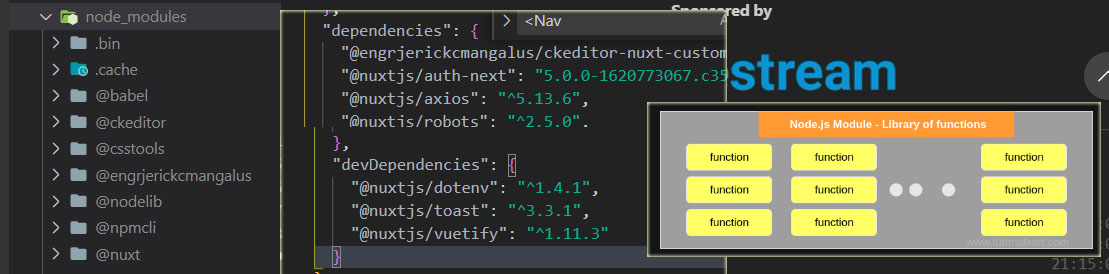 node_modules
.bin
.cache
@babel
@ckeditor
@csstools
@engrjerickcmangalus
@nodelib
@npmcli
@nuxt
},
"dependencies": {
"@engrjerickcmangalus/ckeditor-nuxt-custom
"@nuxtjs/auth-next": "5.0.0-1620773067.c35
"@nuxtjs/axios": "^5.13.6",
"@nuxtjs/robots": "^2.5.0".
},
"devDependencies": {
"@nuxtjs/dotenv": "^1.4.1",
"@nuxtjs/toast": "^3.3.1",
"@nuxtjs/vuetify": "^1.11.3"
}
> <Nav
Sponsored by
stream
Node.js Module - Library of functions
function function function
function function function
function function function
www.tutorialkart.com